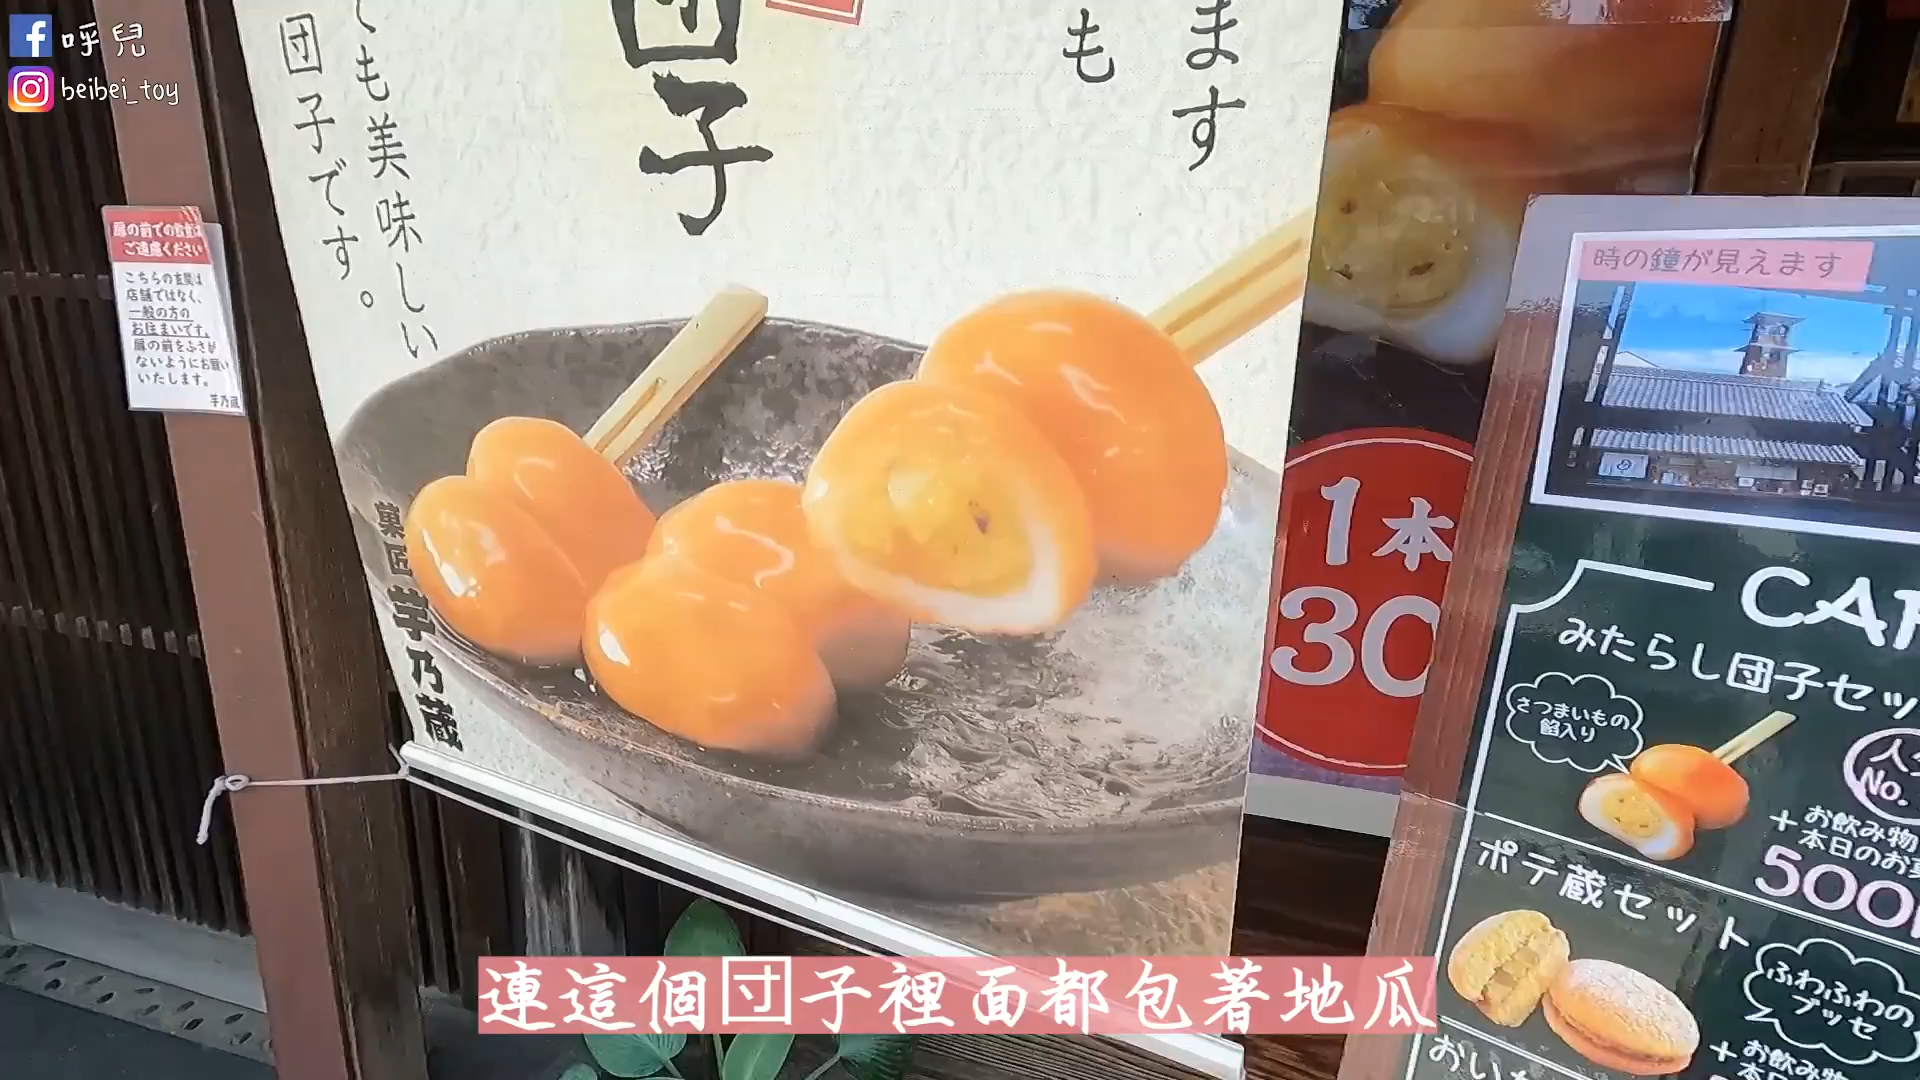 呼兒
beibei_toy
ます
も
団子
ても美味しい
団子です。
菓匠 芋乃蔵
扉の前での飲食は
ご遠慮ください
こちらの玄関は
店舗ではなく、
一般の方の
お住まいです。
扉の前をふさが
ないようにお願い
いたします。
芋乃蔵
1本
30
時の鐘が見えます
CAF
みたらし団子セッ
さつまいもの
餡入り
No.
+お飲み物
本日のお菓
500
ポテ蔵セット
ふわふわの
ブッセ
+お飲み物
おい
連這個団子裡面都包著地瓜